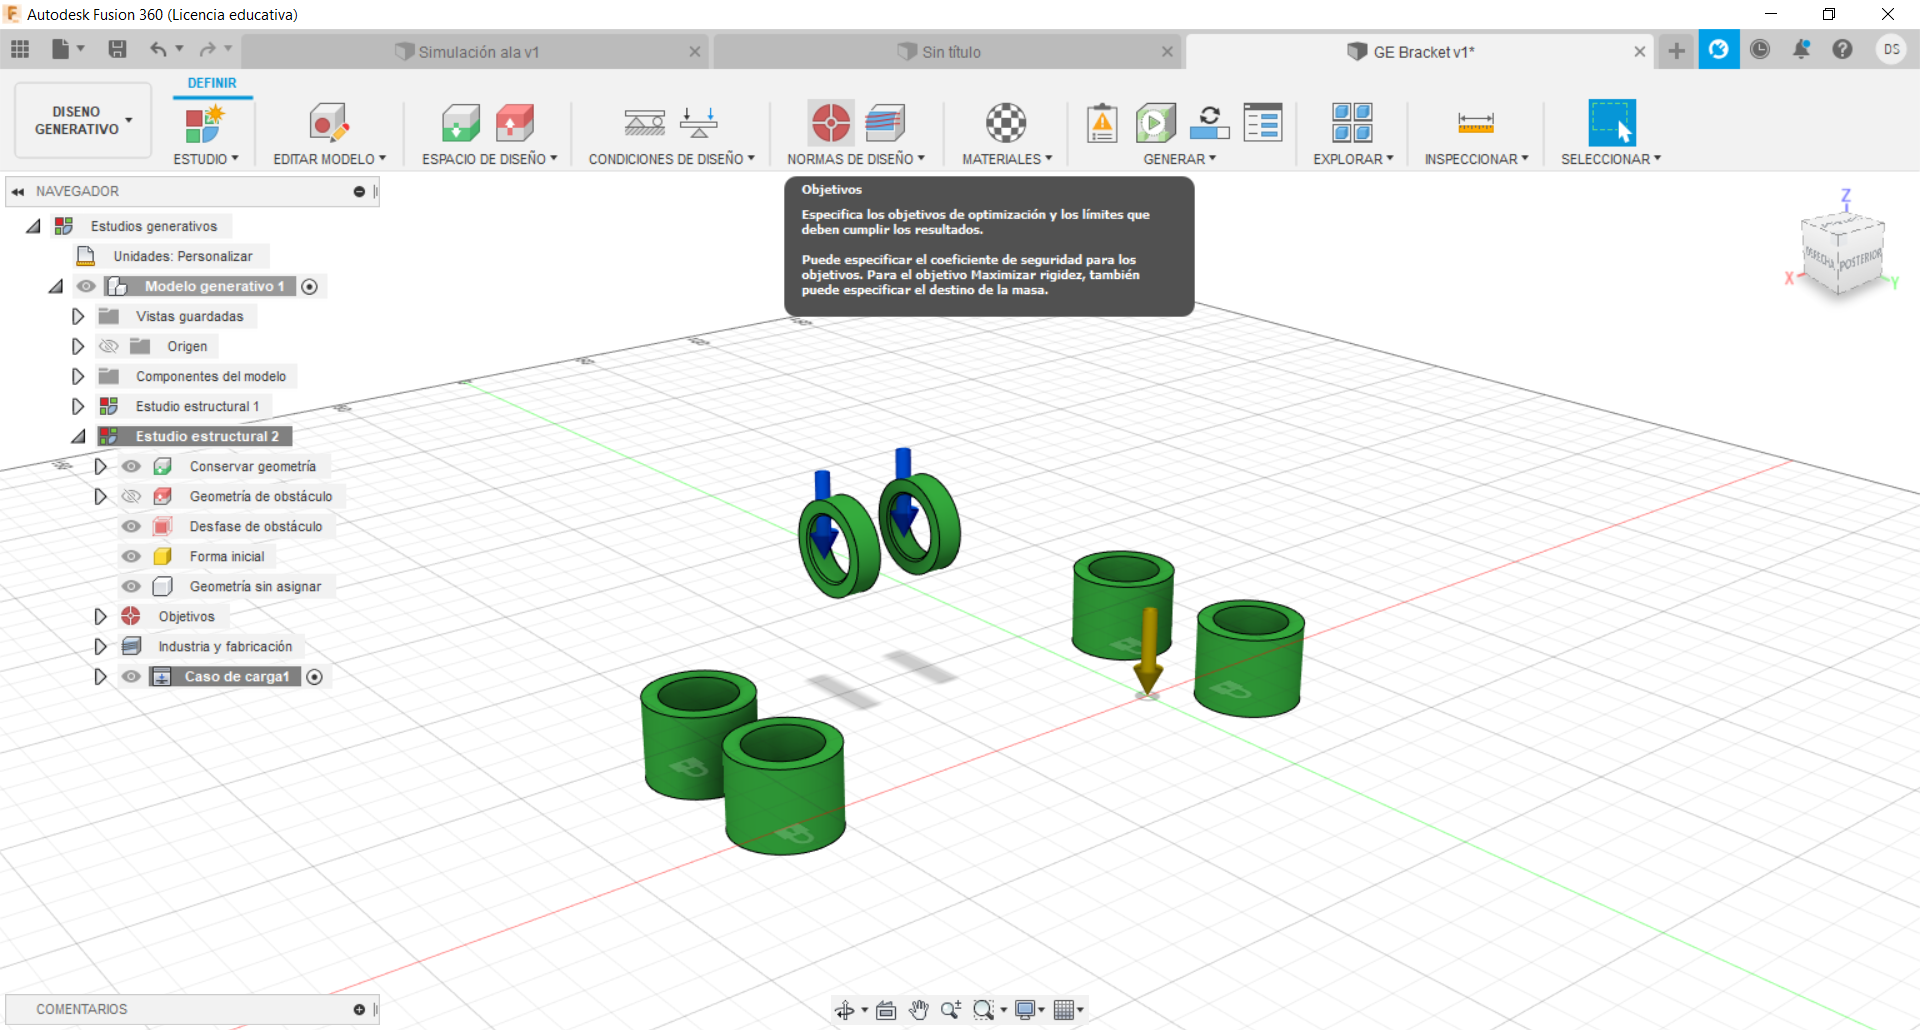 Autodesk Fusion 360 (Licencia educativa)
Simulación ala v1
Sin título
GE Bracket v1*
DS
DEFINIR
DISENO
GENERATIVO
ESTUDIO
EDITAR MODELO
ESPACIO DE DISEÑO
CONDICIONES DE DISEÑO
NORMAS DE DISEÑO
MATERIALES
GENERAR
EXPLORAR
INSPECCIONAR
SELECCIONAR
NAVEGADOR
Estudios generativos
Unidades: Personalizar
Modelo generativo 1
Vistas guardadas
Origen
Componentes del modelo
Estudio estructural 1
Estudio estructural 2
Conservar geometría
Geometría de obstáculo
Desfase de obstáculo
Forma inicial
Geometría sin asignar
Objetivos
Industria y fabricación
Caso de carga1
Objetivos
Especifica los objetivos de optimización y los límites que
deben cumplir los resultados.
Puede especificar el coeficiente de seguridad para los
objetivos. Para el objetivo Maximizar rigidez, también
puede especificar el destino de la masa.
Z
X
Y
POSTERIOR
COMENTARIOS